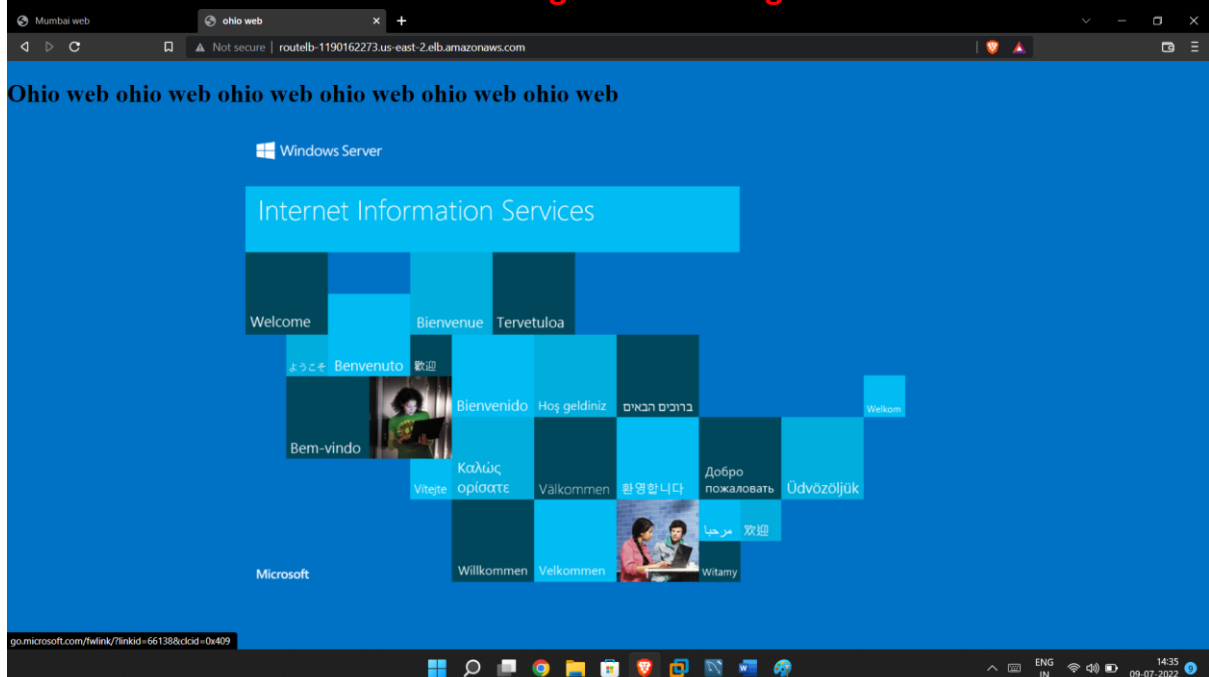 Mumbai web
ohio web
Not secure | routelb-1190162273.us-east-2.elb.amazonaws.com
Ohio web ohio web ohio web ohio web ohio web ohio web
Windows Server
Internet Information Services
Welcome
Bienvenue
Tervetuloa
ようこそ
Benvenuto
歡迎
Bienvenido
Hoş geldiniz
ברוכים הבאים
Welkom
Bem-vindo
Vítejte
Καλώς
ορίσατε
Välkommen
환영합니다
Добро
пожаловать
Üdvözöljük
مرحبا
欢迎
Microsoft
Willkommen
Velkommen
Witamy
go.microsoft.com/fwlink/?linkid=66138&clcid=0x409
ENG
IN
14:35
09-07-2022
9